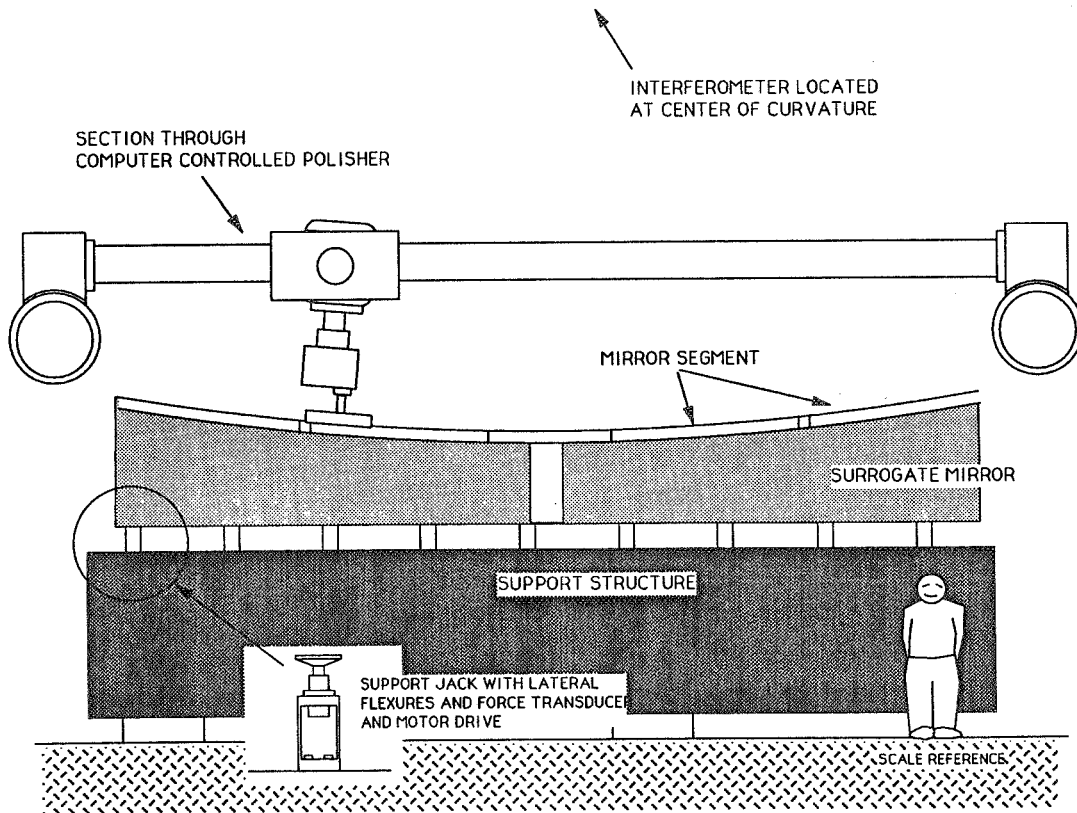 INTERFEROMETER LOCATED
AT CENTER OF CURVATURE
SECTION THROUGH
COMPUTER CONTROLLED POLISHER
MIRROR SEGMENT
SURROGATE MIRROR
SUPPORT STRUCTURE
SUPPORT JACK WITH LATERAL
FLEXURES AND FORCE TRANSDUCE
AND MOTOR DRIVE
SCALE REFERENCE